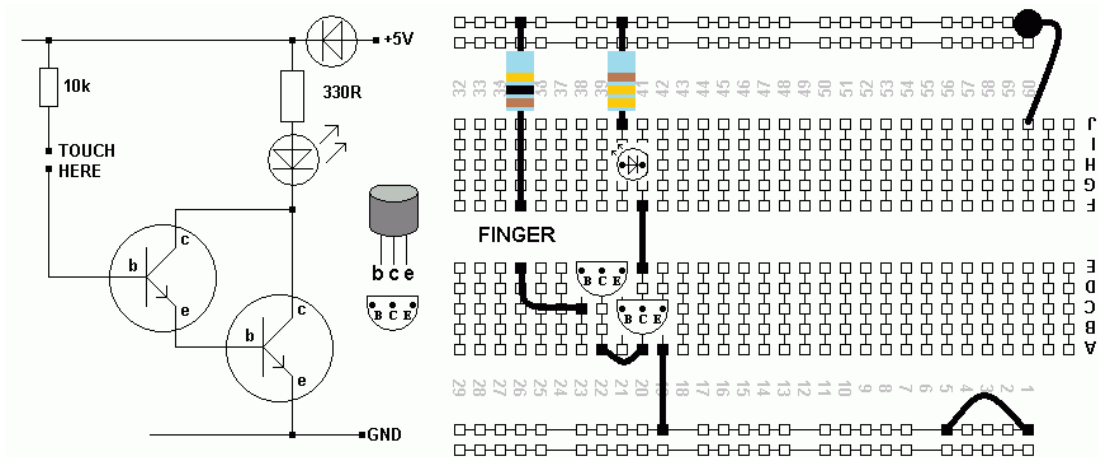 +5V
10k
330R
TOUCH
HERE
c
b
e
c
b
e
GND
b c e
B C E
32 33 34 36 37 38 39 41 42 43 44 45 46 47 48 49 50 51 52 53 54 55 56 57 58 59 60
J
I
H
G
F
FINGER
E
D
C
B
A
B C E
B C E
29 28 27 26 25 24 23 22 21 20 18 17 16 15 14 13 12 11 10 9 8 7 6 5 4 3 2 1